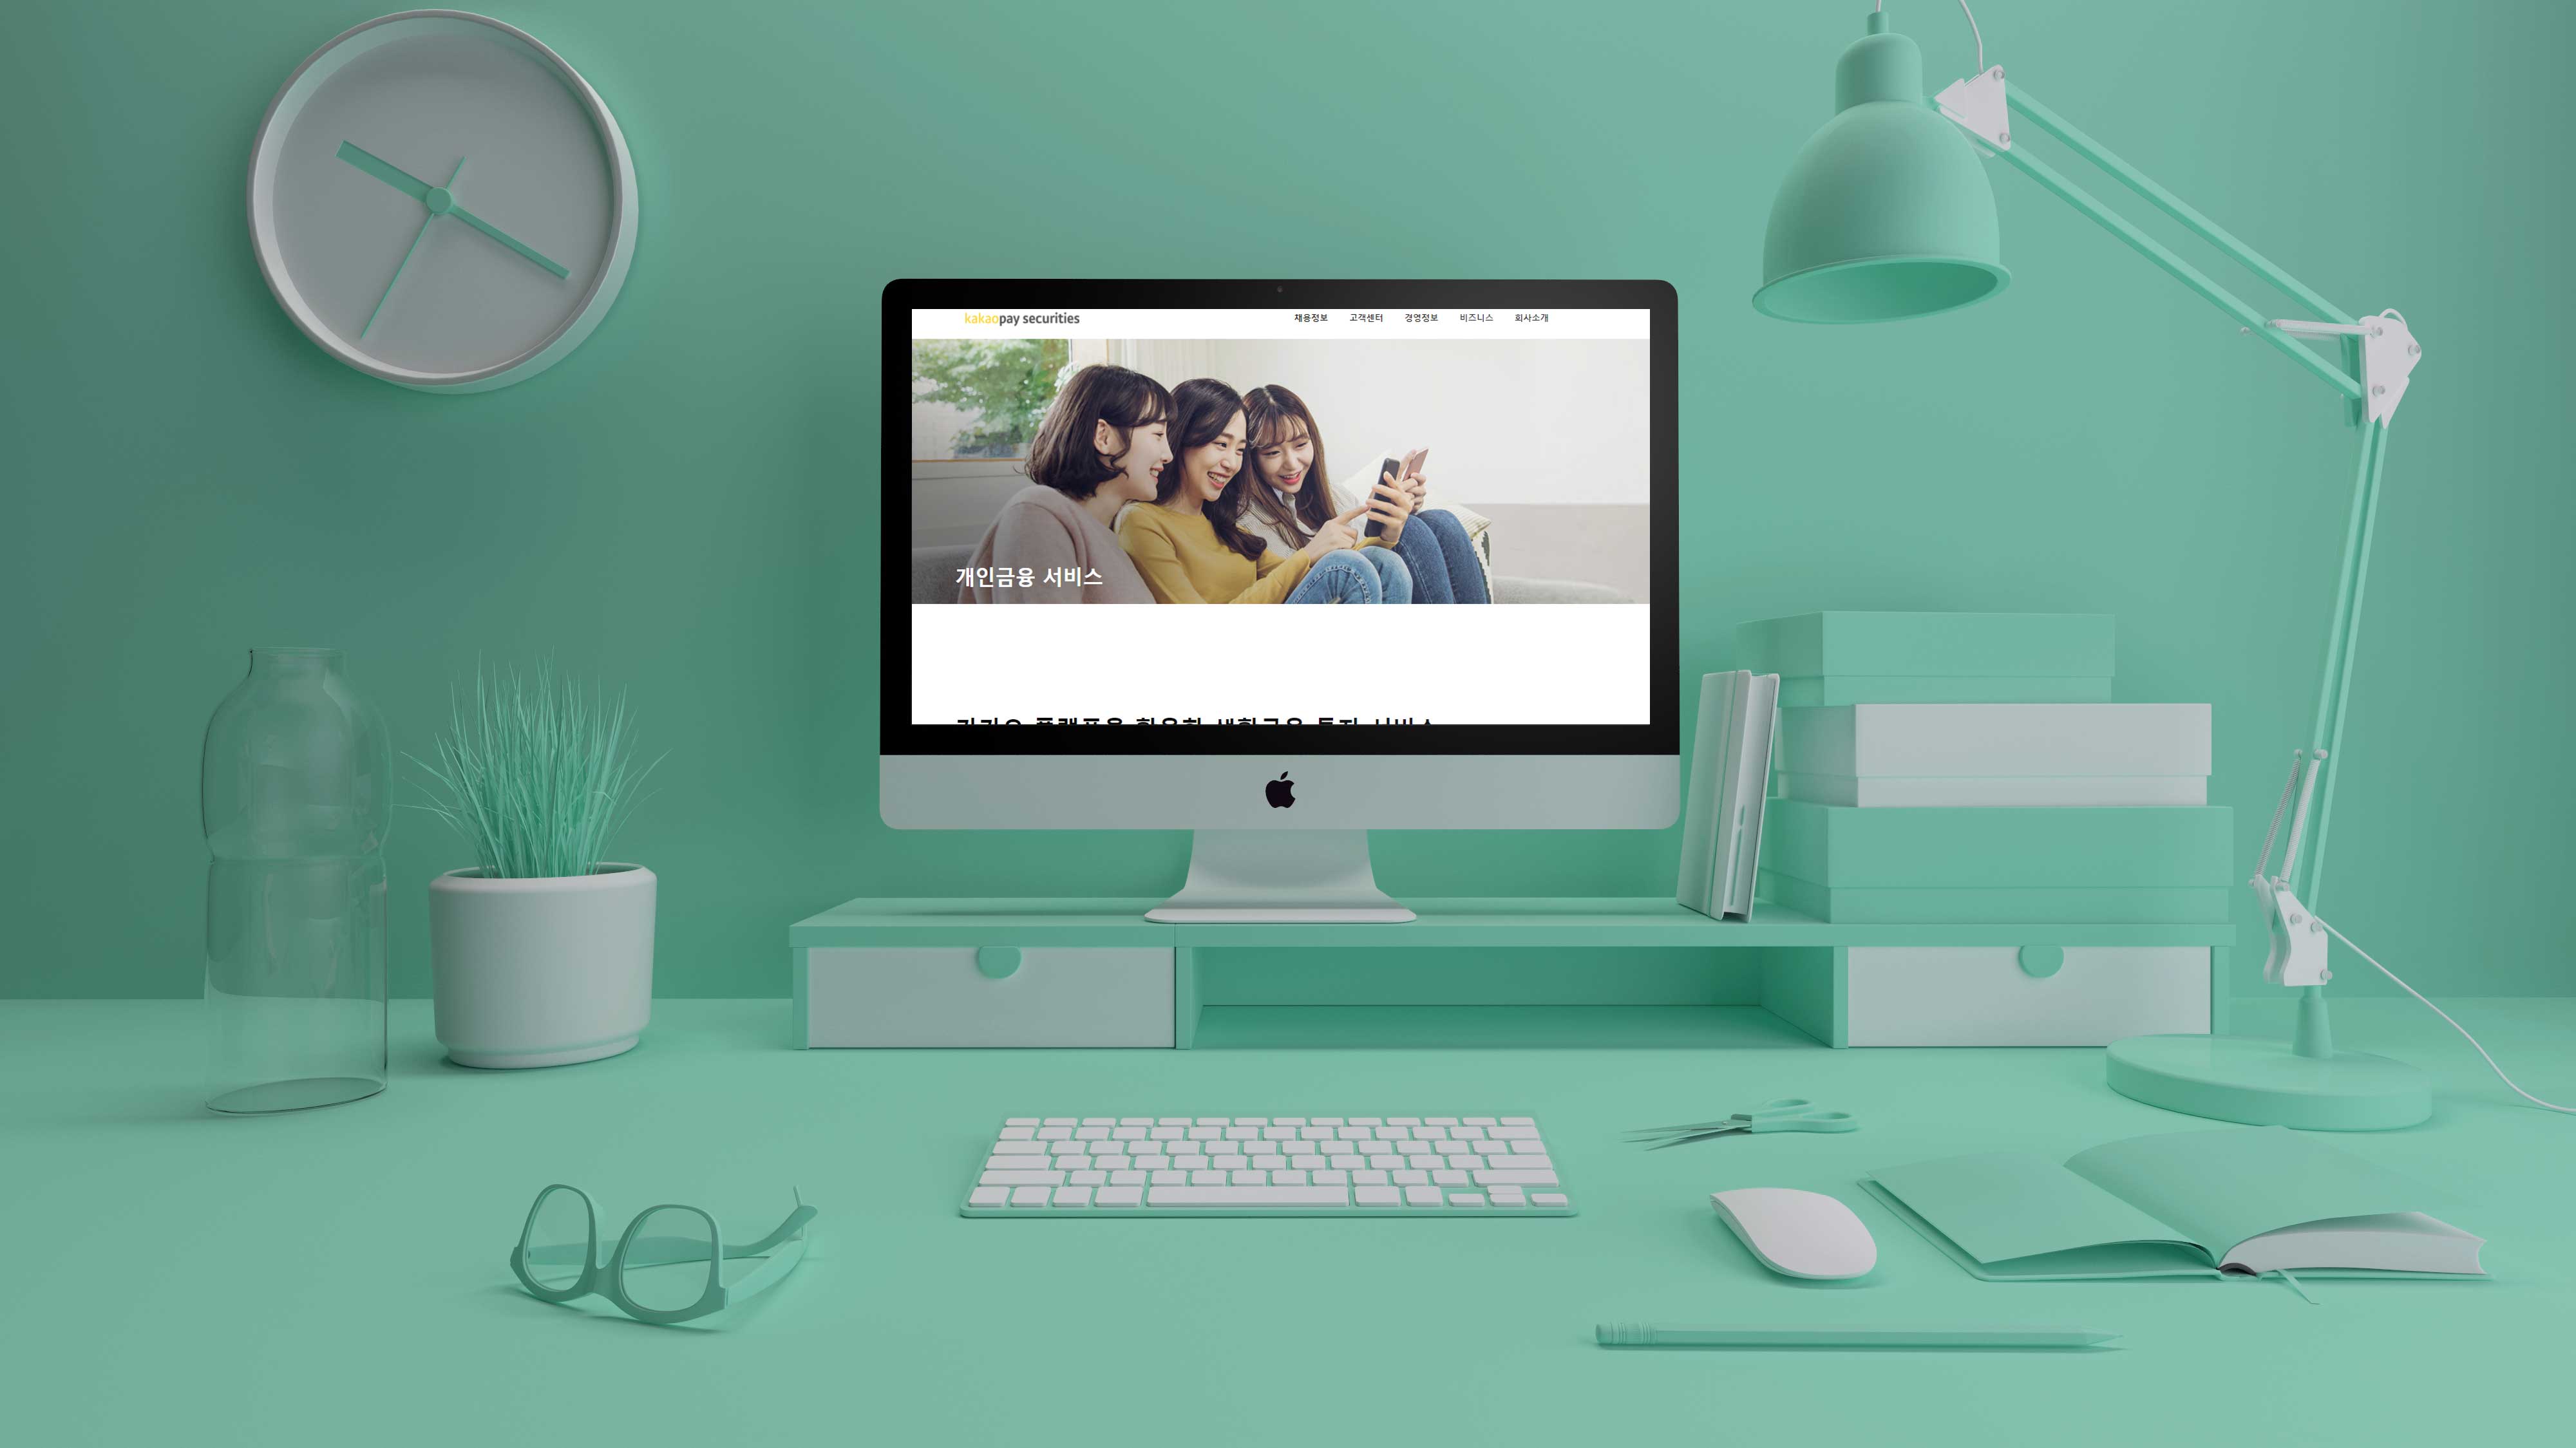 kakaopay securities
채용정보 고객센터 경영정보 비즈니스 회사소개
개인금융 서비스